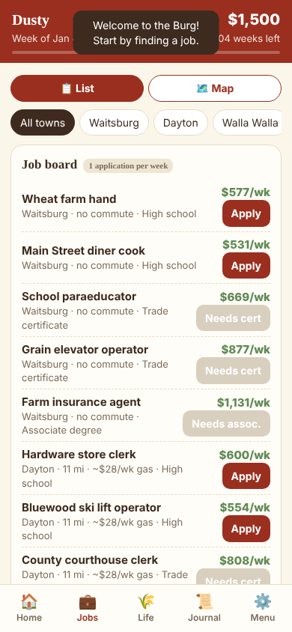 Dusty
Welcome to the Burg!
Start by finding a job.
$1,500
Week of Jan
04 weeks left
📋 List
🗺️ Map
All towns
Waitsburg
Dayton
Walla Walla
Job board
1 application per week
Wheat farm hand
$577/wk
Waitsburg · no commute · High school
Apply
Main Street diner cook
$531/wk
Waitsburg · no commute · High school
Apply
School paraeducator
$669/wk
Waitsburg · no commute · Trade
certificate
Needs cert
Grain elevator operator
$877/wk
Waitsburg · no commute · Trade
certificate
Needs cert
Farm insurance agent
$1,131/wk
Waitsburg · no commute ·
Associate degree
Needs assoc.
Hardware store clerk
$600/wk
Dayton · 11 mi · ~$28/wk gas · High
school
Apply
Bluewood ski lift operator
$554/wk
Dayton · 11 mi · ~$28/wk gas · High
school
Apply
County courthouse clerk
$808/wk
Dayton · 11 mi · ~$28/wk gas · Trade
Needs cert
Home
Jobs
Life
Journal
Menu